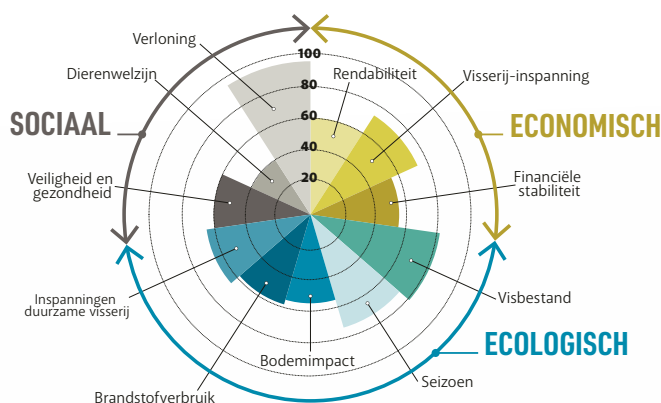 Verloning
100
Rendabiliteit
Visserij-inspanning
Dierenwelzijn
80
60
SOCIAAL
ECONOMISCH
40
Veiligheid en
gezondheid
20
Financiële
stabiliteit
Inspanningen
duurzame visserij
Visbestand
Bodemimpact
ECOLOGISCH
Seizoen
Brandstofverbruik